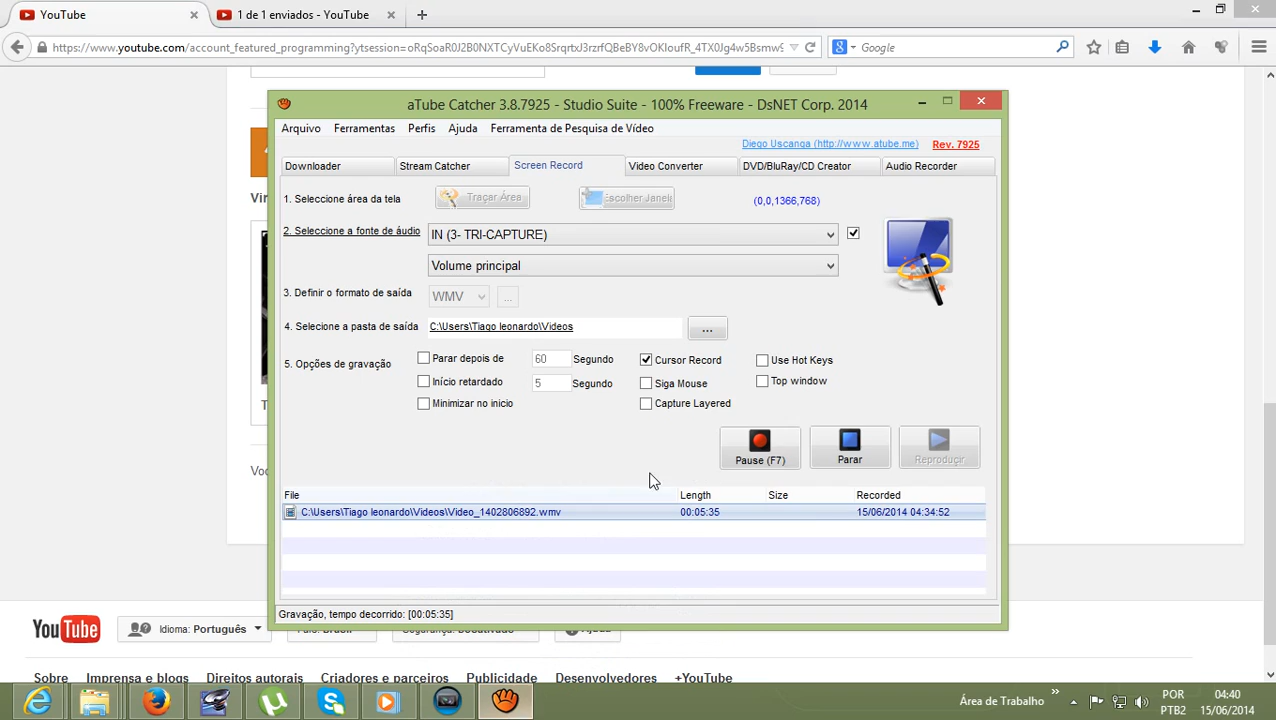 YouTube
1 de 1 enviados - YouTube
https://www.youtube.com/account_featured_programming?ytsession=
Google
aTube Catcher 3.8.7925 - Studio Suite - 100% Freeware - DsNET Corp. 2014
Arquivo Ferramentas Perfis Ajuda Ferramenta de Pesquisa de Vídeo
Diego Uscanga (http://www.atube.me) Rev. 7925
Downloader Stream Catcher Screen Record Video Converter DVD/BluRay/CD Creator Audio Recorder
1. Seleccione área da tela Traçar Área Escolher Janela (0,0,1366,768)
2. Seleccione a fonte de áudio IN (3- TRI-CAPTURE)
Volume principal
3. Definir o formato de saída WMV ...
4. Selecione a pasta de saída C:\Users\Tiago leonardo\Videos ...
5. Opções de gravação
Parar depois de 60 Segundo Cursor Record Use Hot Keys
Início retardado 5 Segundo Siga Mouse Top window
Minimizar no inicio Capture Layered
Pause (F7) Parar Reproduçir
File Length Size Recorded
C:\Users\Tiago leonardo\Videos\Video_1402806892.wmv 00:05:35 15/06/2014 04:34:52
Gravação, tempo decorrido: [00:05:35]
Vir
T
Voc
YouTube Idioma: Português
Sobre Imprensa e blogs Direitos autorais Criadores e parceiros Publicidade Desenvolvedores +YouTube
Área de Trabalho POR 04:40
PTB2 15/06/2014